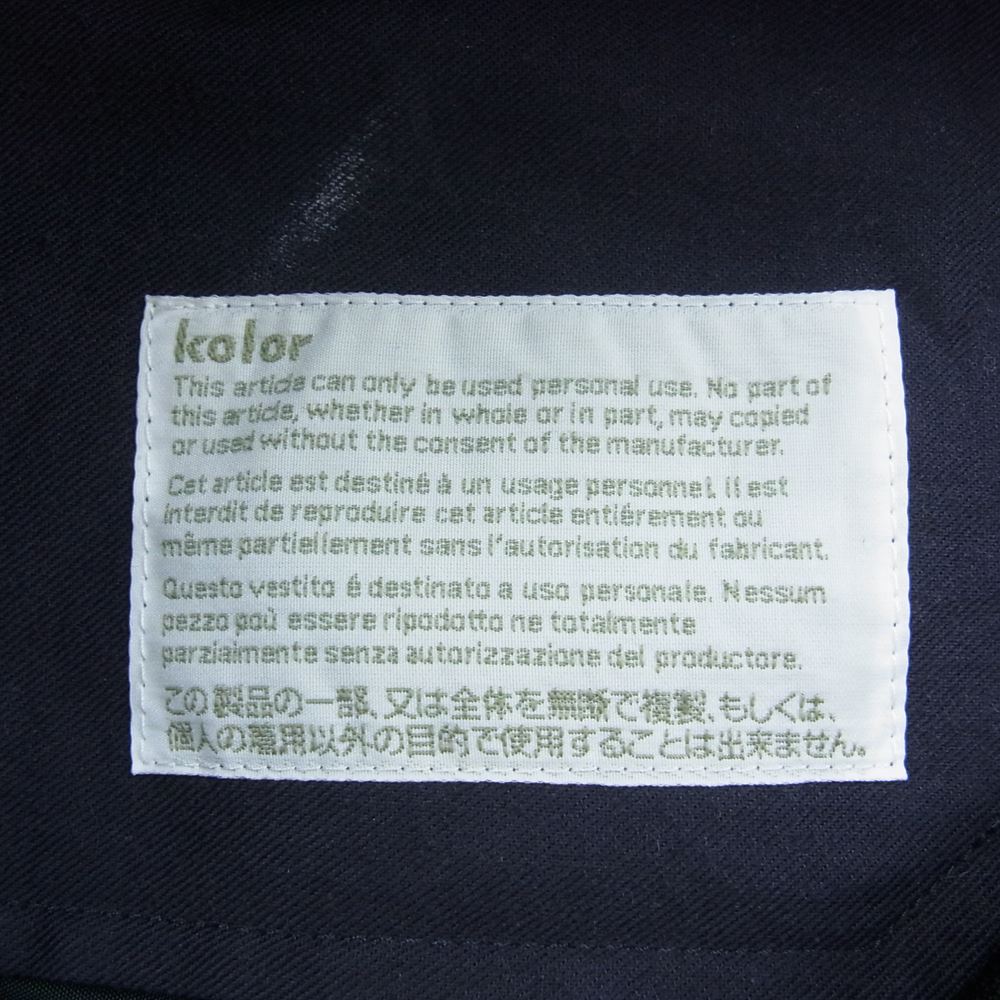 kolor
This article can only be used personal use. No part of
this article, whether in whole or in part, may copied
or used without the consent of the manufacturer.
Cet article est destiné à un usage personnel. Il est
interdit de reproduire cet article entiérement ou
même partiellement sans l'autorisation du fabricant.
Questo vestito é destinato a uso personale. Nessum
pezzo poù essere ripodotto ne totalmente
parzialmente senza autorizzazione del productore.
この製品の一部、又は全体を無断で複製、もしくは、
個人の着用以外の目的で使用することは出来ません。